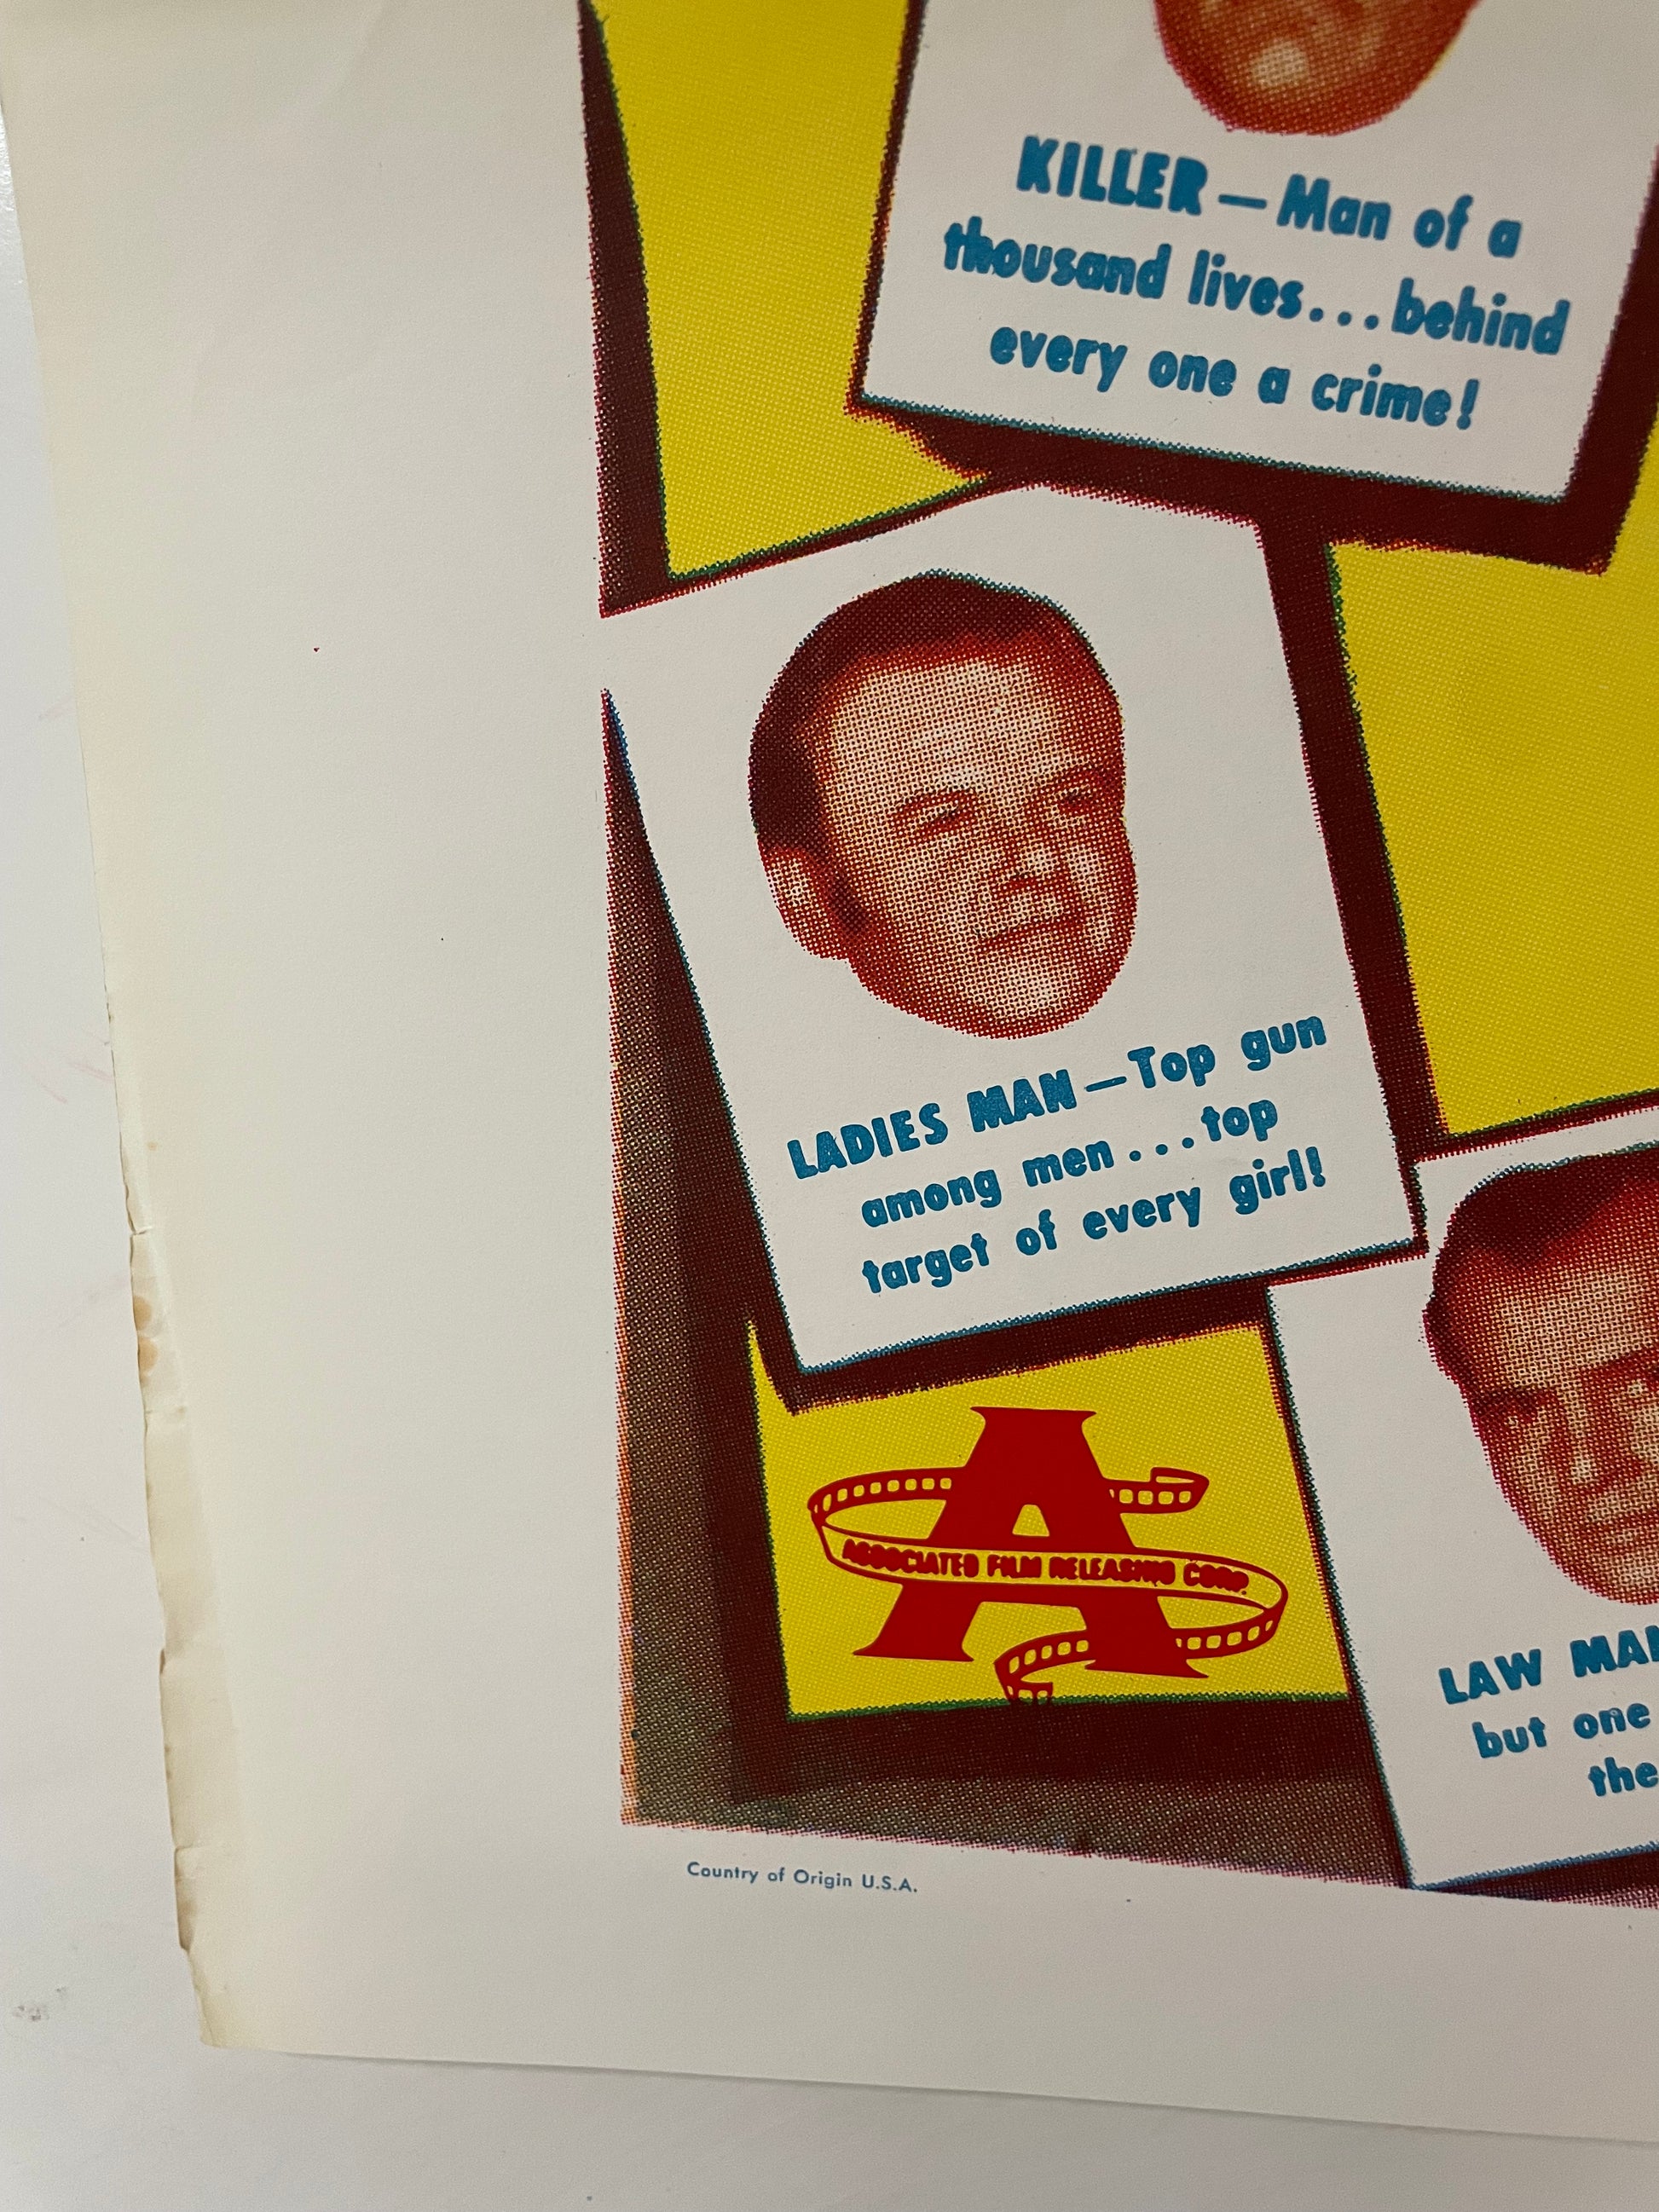 KILLER — Man of a
thousand lives...behind
every one a crime!
LADIES MAN — Top gun
among men...top
target of every girl!
ASSOCIATED FILM RELEASING CORP.
LAW MAN
but one
the
Country of Origin U.S.A.